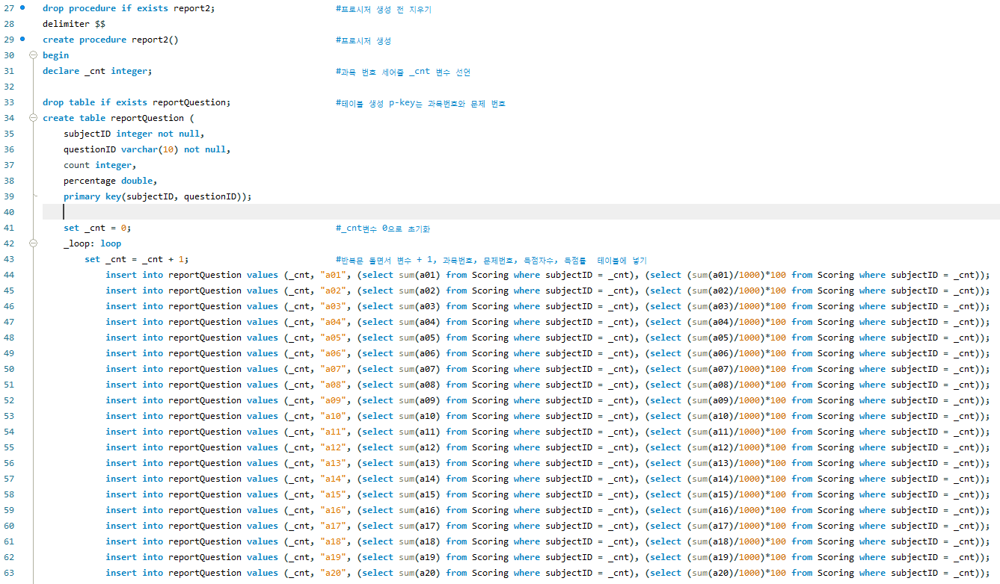 27 drop procedure if exists report2; #프로시저 생성 전 지우기
28 delimiter $$
29 create procedure report2() #프로시저 생성
30 begin
31 declare _cnt integer; #과목 번호 세어줄 _cnt 변수 선언
32
33 drop table if exists reportQuestion; #테이블 생성 p-key는 과목번호와 문제 번호
34 create table reportQuestion (
35 subjectID integer not null,
36 questionID varchar(10) not null,
37 count integer,
38 percentage double,
39 primary key(subjectID, questionID));
40
41 set _cnt = 0; #_cnt변수 0으로 초기화
42 _loop: loop
43 set _cnt = _cnt + 1; #반복문 돌면서 변수 + 1, 과목번호, 문제번호, 득점자수, 득점률 테이블에 넣기
44 insert into reportQuestion values (_cnt, "a01", (select sum(a01) from Scoring where subjectID = _cnt), (select (sum(a01)/1000)*100 from Scoring where subjectID = _cnt));
45 insert into reportQuestion values (_cnt, "a02", (select sum(a02) from Scoring where subjectID = _cnt), (select (sum(a02)/1000)*100 from Scoring where subjectID = _cnt));
46 insert into reportQuestion values (_cnt, "a03", (select sum(a03) from Scoring where subjectID = _cnt), (select (sum(a03)/1000)*100 from Scoring where subjectID = _cnt));
47 insert into reportQuestion values (_cnt, "a04", (select sum(a04) from Scoring where subjectID = _cnt), (select (sum(a04)/1000)*100 from Scoring where subjectID = _cnt));
48 insert into reportQuestion values (_cnt, "a05", (select sum(a05) from Scoring where subjectID = _cnt), (select (sum(a05)/1000)*100 from Scoring where subjectID = _cnt));
49 insert into reportQuestion values (_cnt, "a06", (select sum(a06) from Scoring where subjectID = _cnt), (select (sum(a06)/1000)*100 from Scoring where subjectID = _cnt));
50 insert into reportQuestion values (_cnt, "a07", (select sum(a07) from Scoring where subjectID = _cnt), (select (sum(a07)/1000)*100 from Scoring where subjectID = _cnt));
51 insert into reportQuestion values (_cnt, "a08", (select sum(a08) from Scoring where subjectID = _cnt), (select (sum(a08)/1000)*100 from Scoring where subjectID = _cnt));
52 insert into reportQuestion values (_cnt, "a09", (select sum(a09) from Scoring where subjectID = _cnt), (select (sum(a09)/1000)*100 from Scoring where subjectID = _cnt));
53 insert into reportQuestion values (_cnt, "a10", (select sum(a10) from Scoring where subjectID = _cnt), (select (sum(a10)/1000)*100 from Scoring where subjectID = _cnt));
54 insert into reportQuestion values (_cnt, "a11", (select sum(a11) from Scoring where subjectID = _cnt), (select (sum(a11)/1000)*100 from Scoring where subjectID = _cnt));
55 insert into reportQuestion values (_cnt, "a12", (select sum(a12) from Scoring where subjectID = _cnt), (select (sum(a12)/1000)*100 from Scoring where subjectID = _cnt));
56 insert into reportQuestion values (_cnt, "a13", (select sum(a13) from Scoring where subjectID = _cnt), (select (sum(a13)/1000)*100 from Scoring where subjectID = _cnt));
57 insert into reportQuestion values (_cnt, "a14", (select sum(a14) from Scoring where subjectID = _cnt), (select (sum(a14)/1000)*100 from Scoring where subjectID = _cnt));
58 insert into reportQuestion values (_cnt, "a15", (select sum(a15) from Scoring where subjectID = _cnt), (select (sum(a15)/1000)*100 from Scoring where subjectID = _cnt));
59 insert into reportQuestion values (_cnt, "a16", (select sum(a16) from Scoring where subjectID = _cnt), (select (sum(a16)/1000)*100 from Scoring where subjectID = _cnt));
60 insert into reportQuestion values (_cnt, "a17", (select sum(a17) from Scoring where subjectID = _cnt), (select (sum(a17)/1000)*100 from Scoring where subjectID = _cnt));
61 insert into reportQuestion values (_cnt, "a18", (select sum(a18) from Scoring where subjectID = _cnt), (select (sum(a18)/1000)*100 from Scoring where subjectID = _cnt));
62 insert into reportQuestion values (_cnt, "a19", (select sum(a19) from Scoring where subjectID = _cnt), (select (sum(a19)/1000)*100 from Scoring where subjectID = _cnt));
63 insert into reportQuestion values (_cnt, "a20", (select sum(a20) from Scoring where subjectID = _cnt), (select (sum(a20)/1000)*100 from Scoring where subjectID = _cnt));